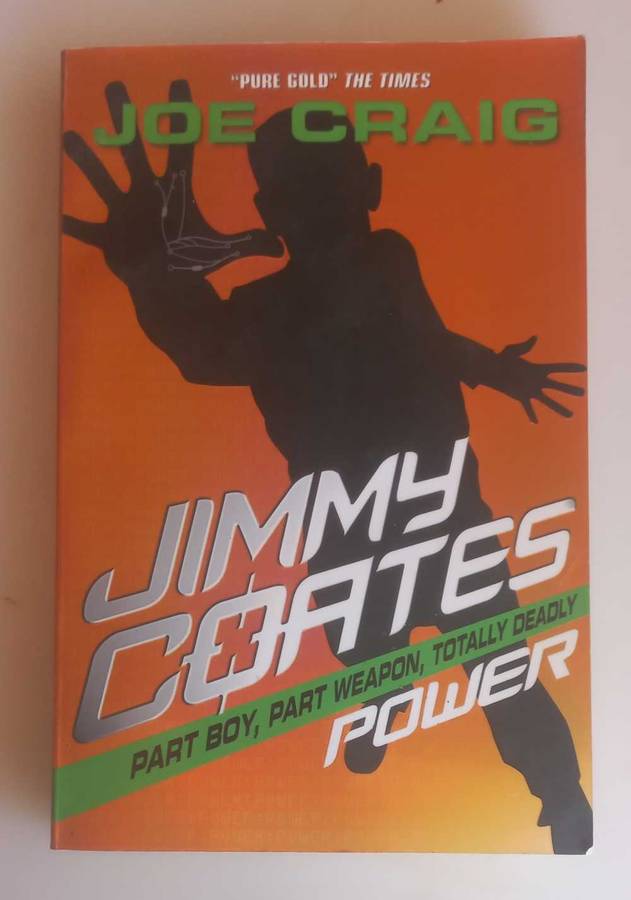 "PURE GOLD" THE TIMES
JOE CRAIG
JIMMY
COATES
PART BOY, PART WEAPON, TOTALLY DEADLY
POWER